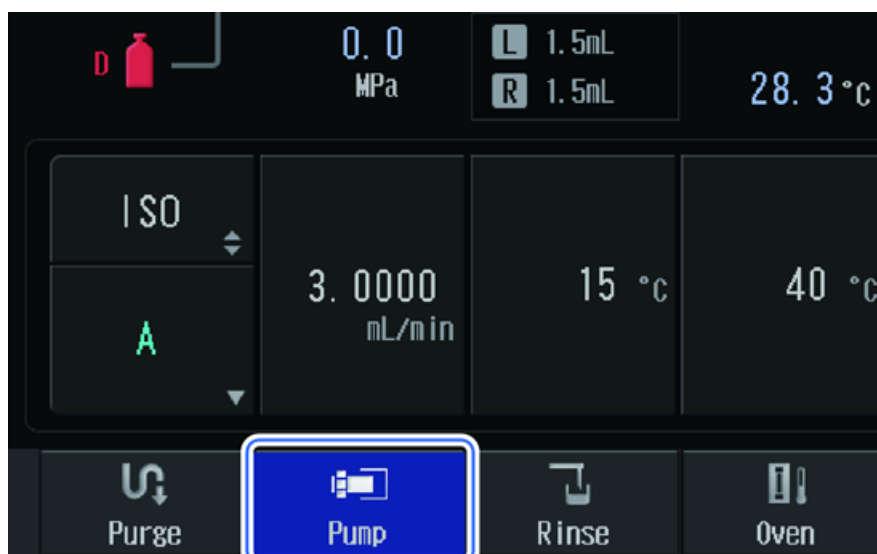 D
0.0
MPa
L 1.5mL
R 1.5mL
28.3°C
ISO
A
3.0000
mL/min
15 °C
40 °C
Purge
Pump
Rinse
Oven